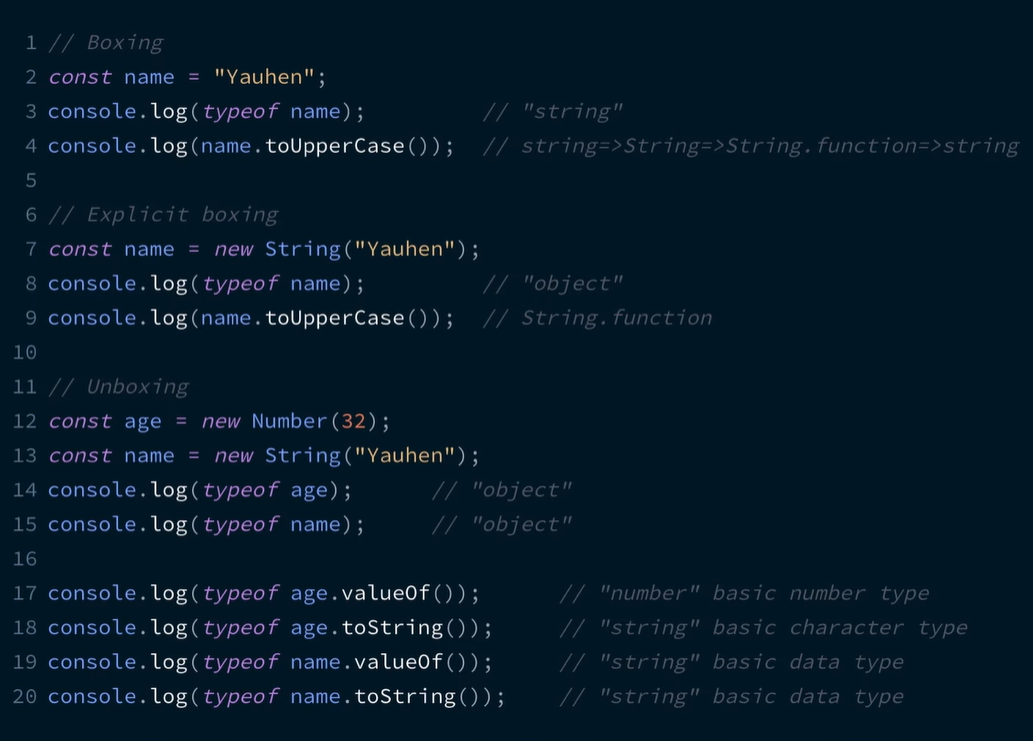 1 // Boxing
2 const name = "Yauhen";
3 console.log(typeof name);         // "string"
4 console.log(name.toUpperCase());  // string=>String=>String.function=>string
5
6 // Explicit boxing
7 const name = new String("Yauhen");
8 console.log(typeof name);         // "object"
9 console.log(name.toUpperCase());  // String.function
10
11 // Unboxing
12 const age = new Number(32);
13 const name = new String("Yauhen");
14 console.log(typeof age);      // "object"
15 console.log(typeof name);     // "object"
16
17 console.log(typeof age.valueOf());      // "number" basic number type
18 console.log(typeof age.toString());     // "string" basic character type
19 console.log(typeof name.valueOf());     // "string" basic data type
20 console.log(typeof name.toString());    // "string" basic data type